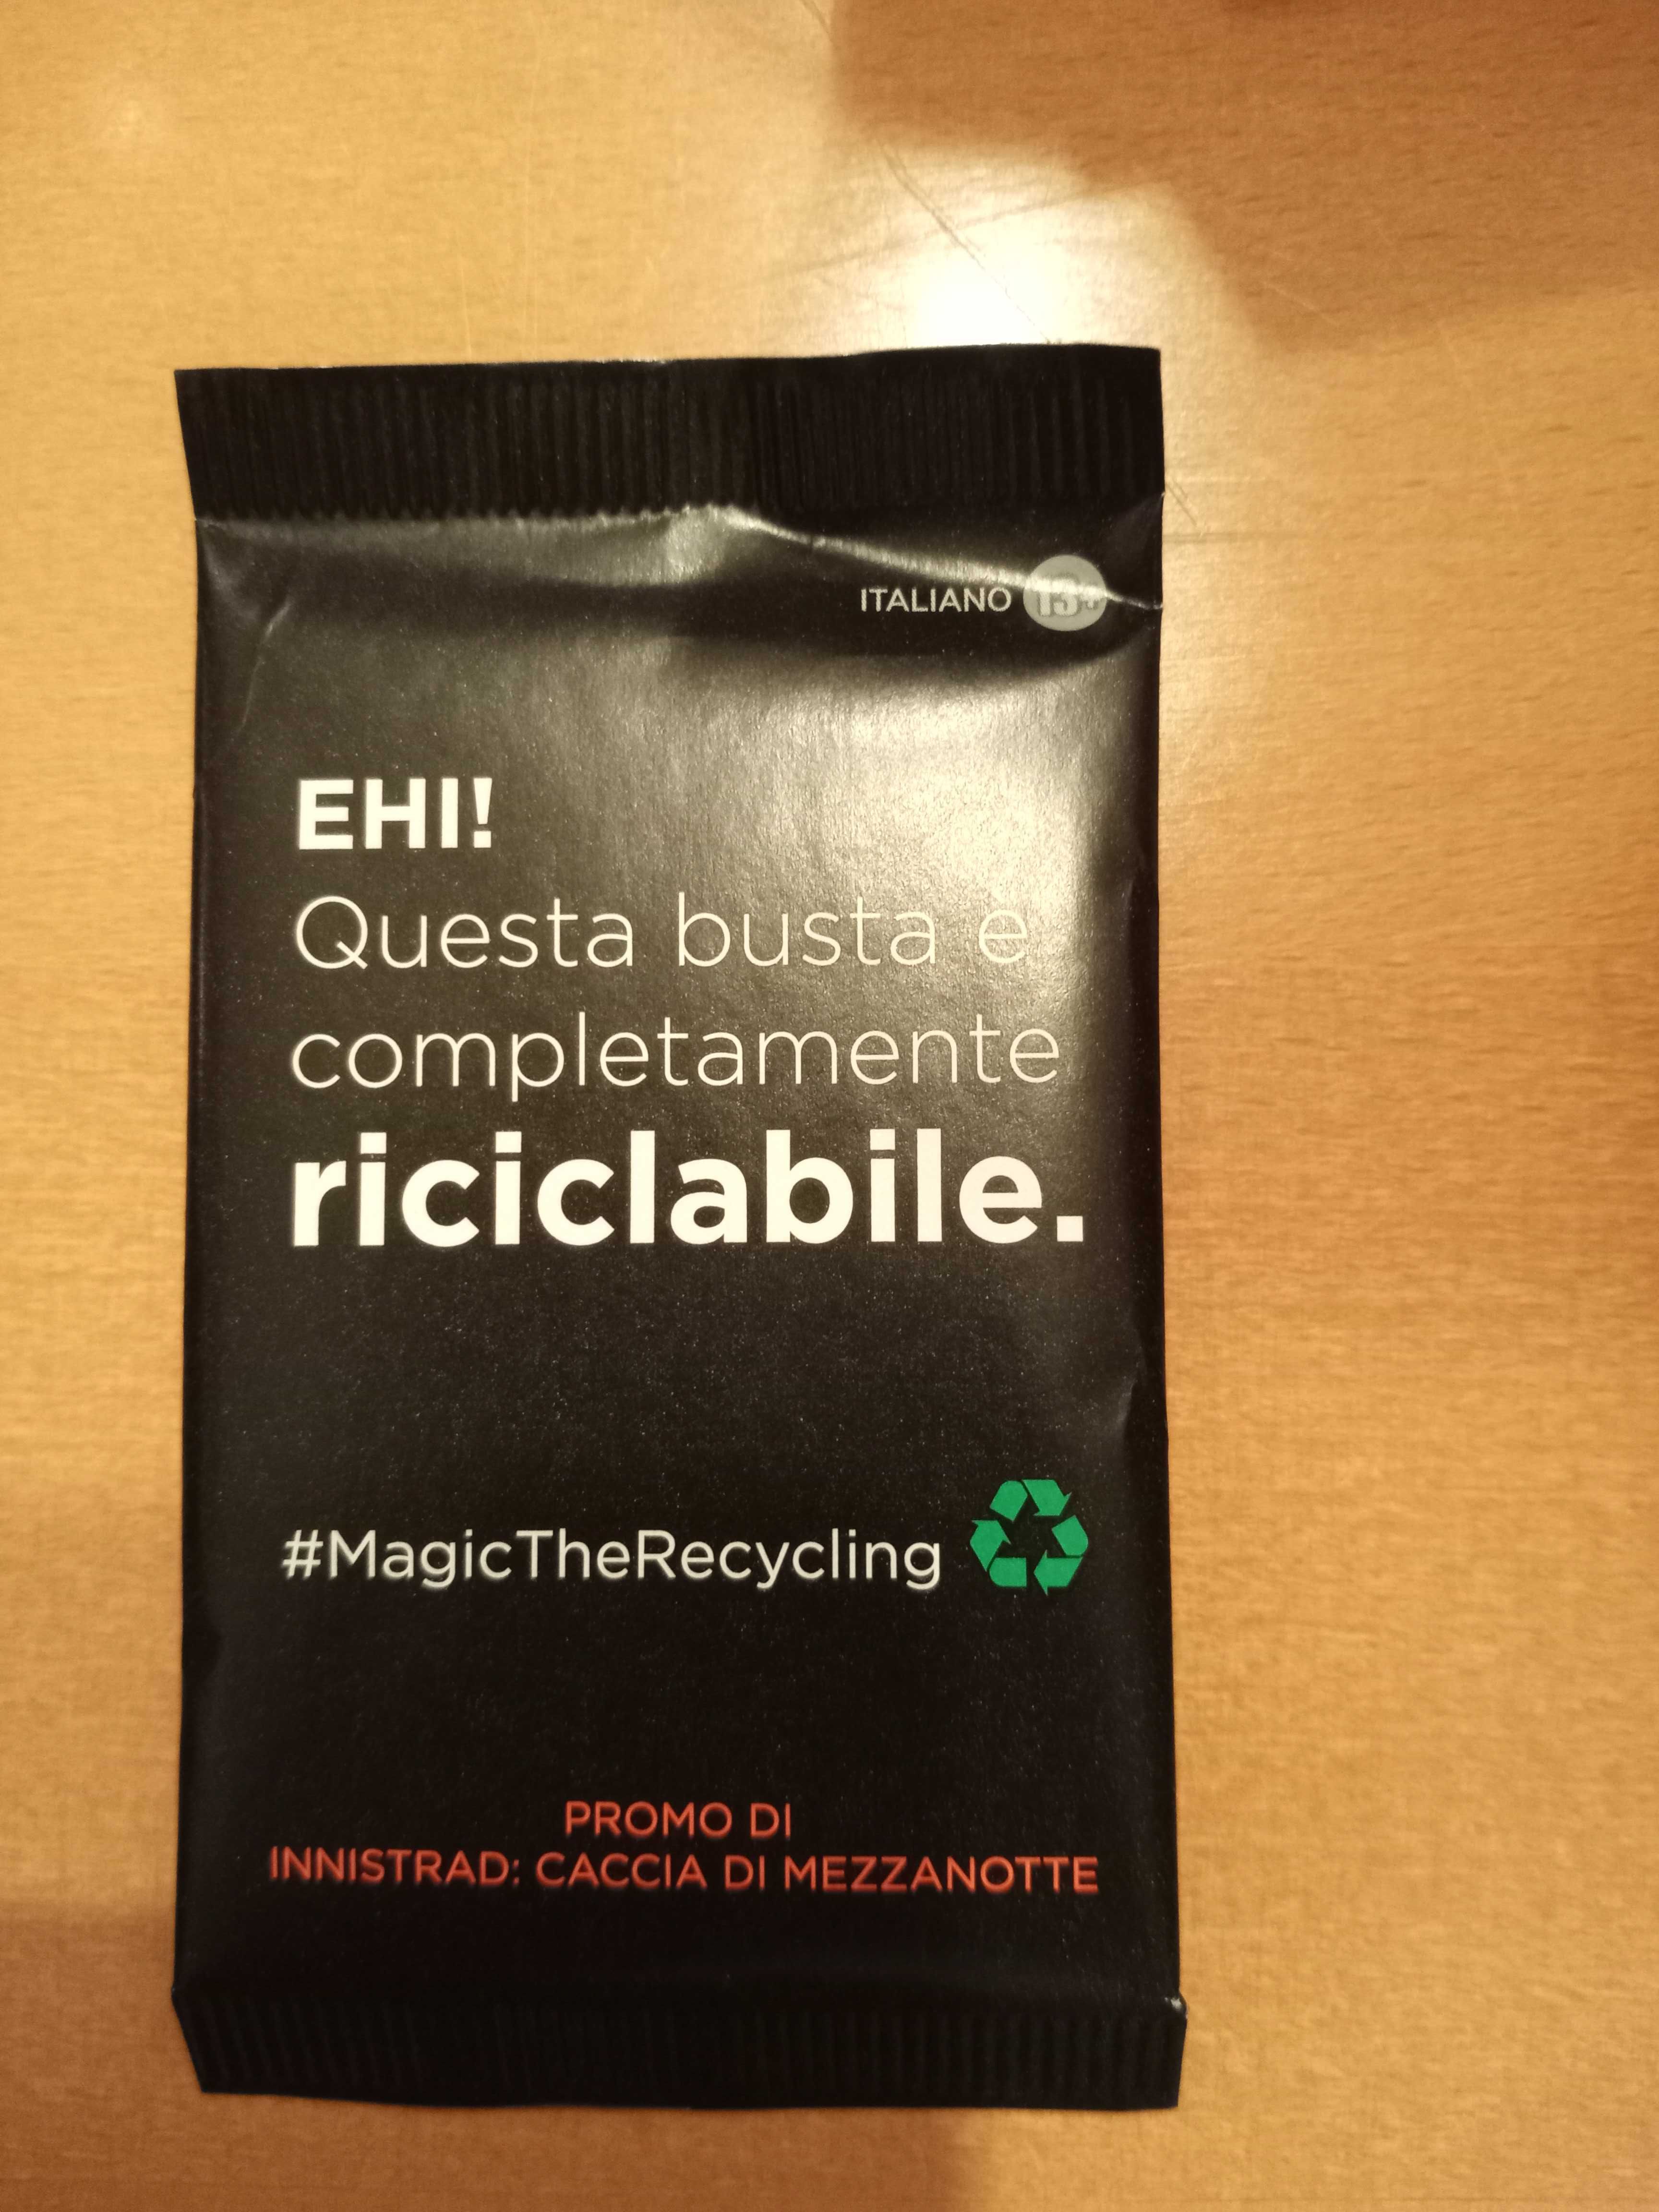 ITALIANO 13+
EHI!
Questa busta e
completamente
riciclabile.
#MagicTheRecycling
PROMO DI
INNISTRAD: CACCIA DI MEZZANOTTE